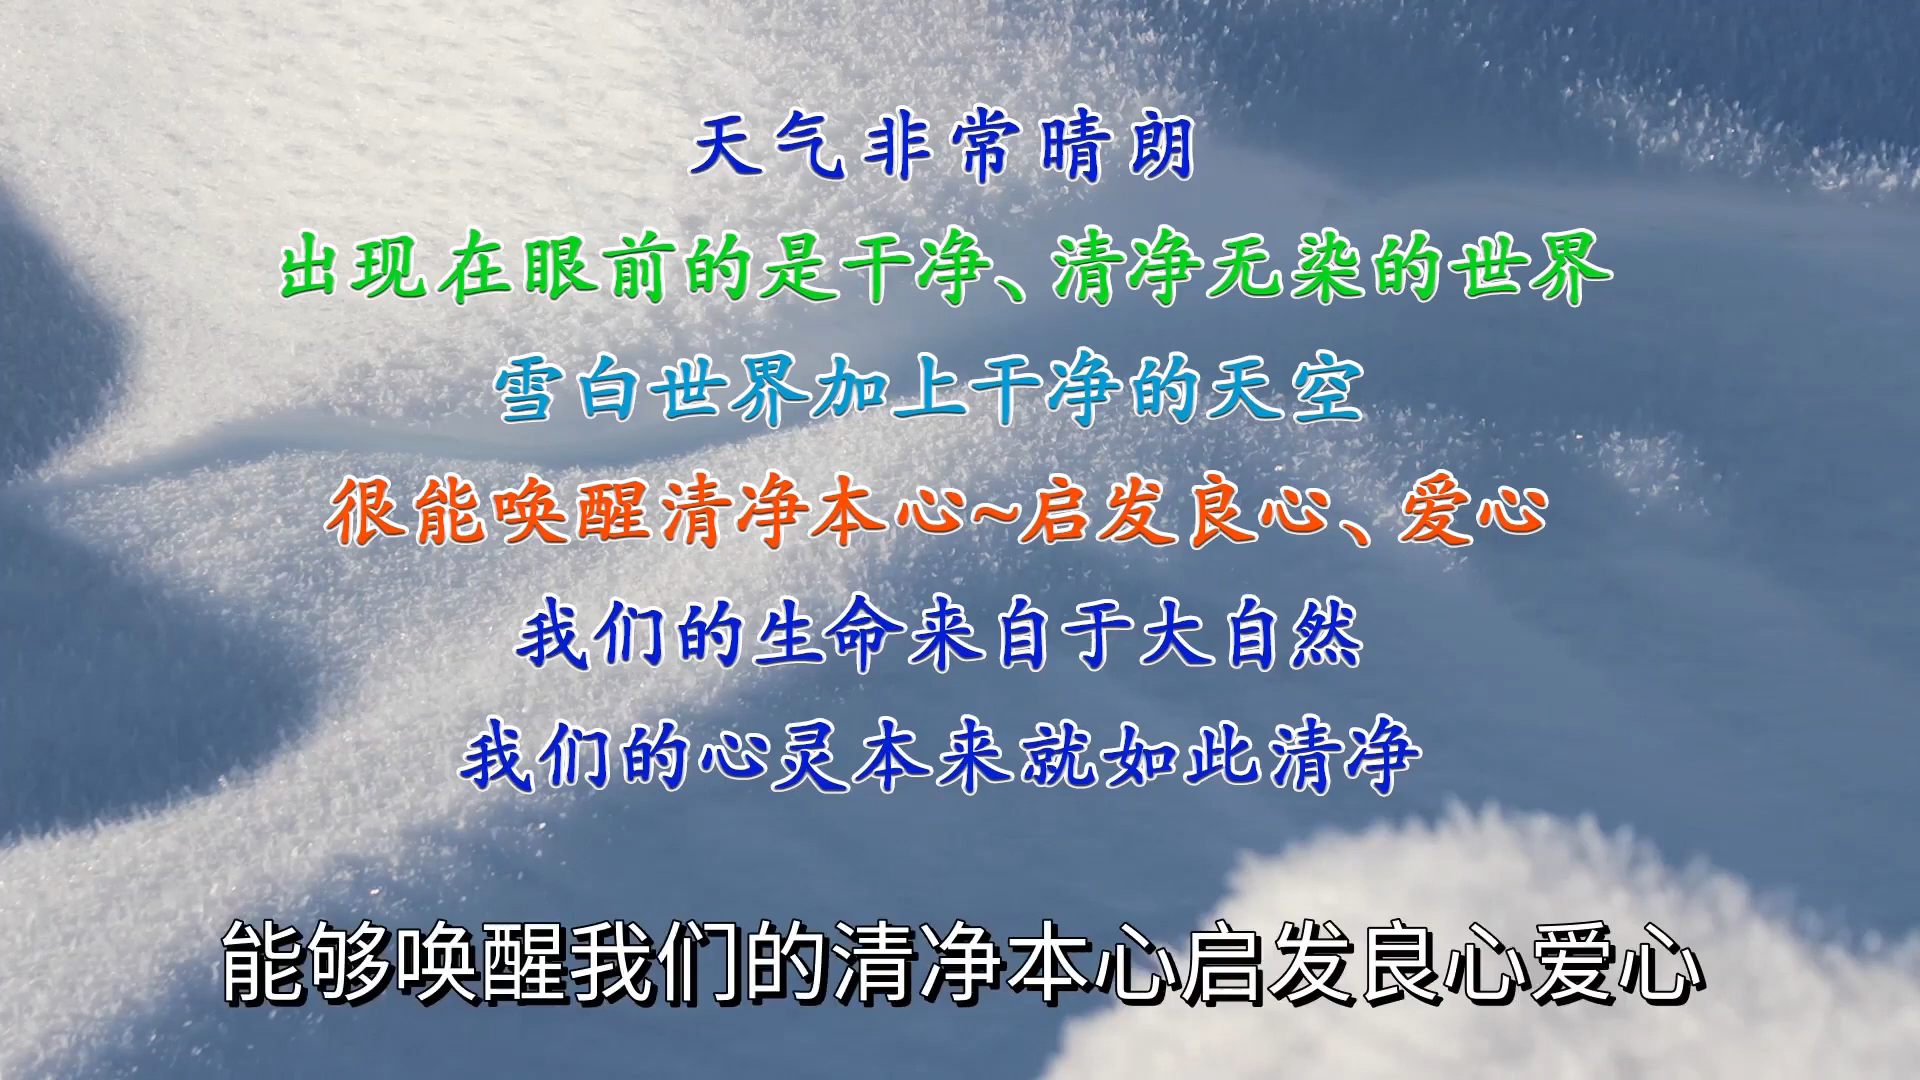 天气非常晴朗
出现在眼前的是干净、清净无染的世界
雪白世界加上干净的天空
很能唤醒清净本心~启发良心、爱心
我们的生命来自于大自然
我们的心灵本来就如此清净
能够唤醒我们的清净本心启发良心爱心